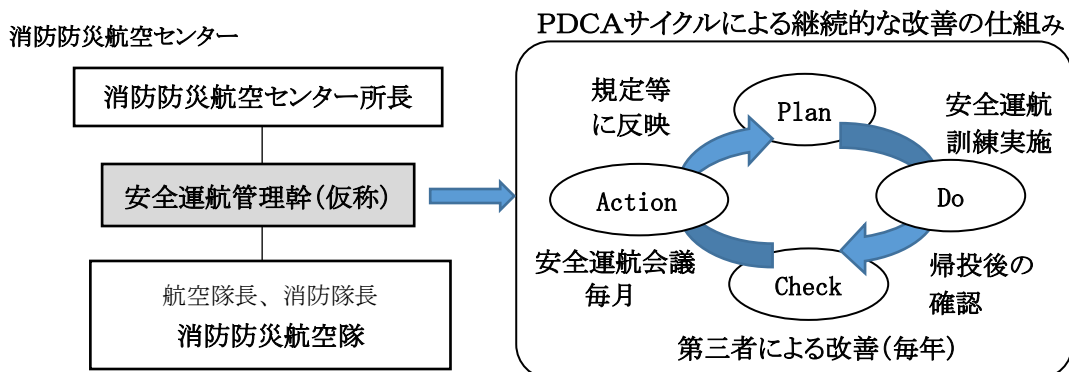 消防防災航空センター
消防防災航空センター所長
安全運航管理幹(仮称)
航空隊長、消防隊長
消防防災航空隊
PDCAサイクルによる継続的な改善の仕組み
規定等
に反映
Plan
安全運航
訓練実施
Action
Do
安全運航会議
毎月
Check
帰投後の
確認
第三者による改善(毎年)